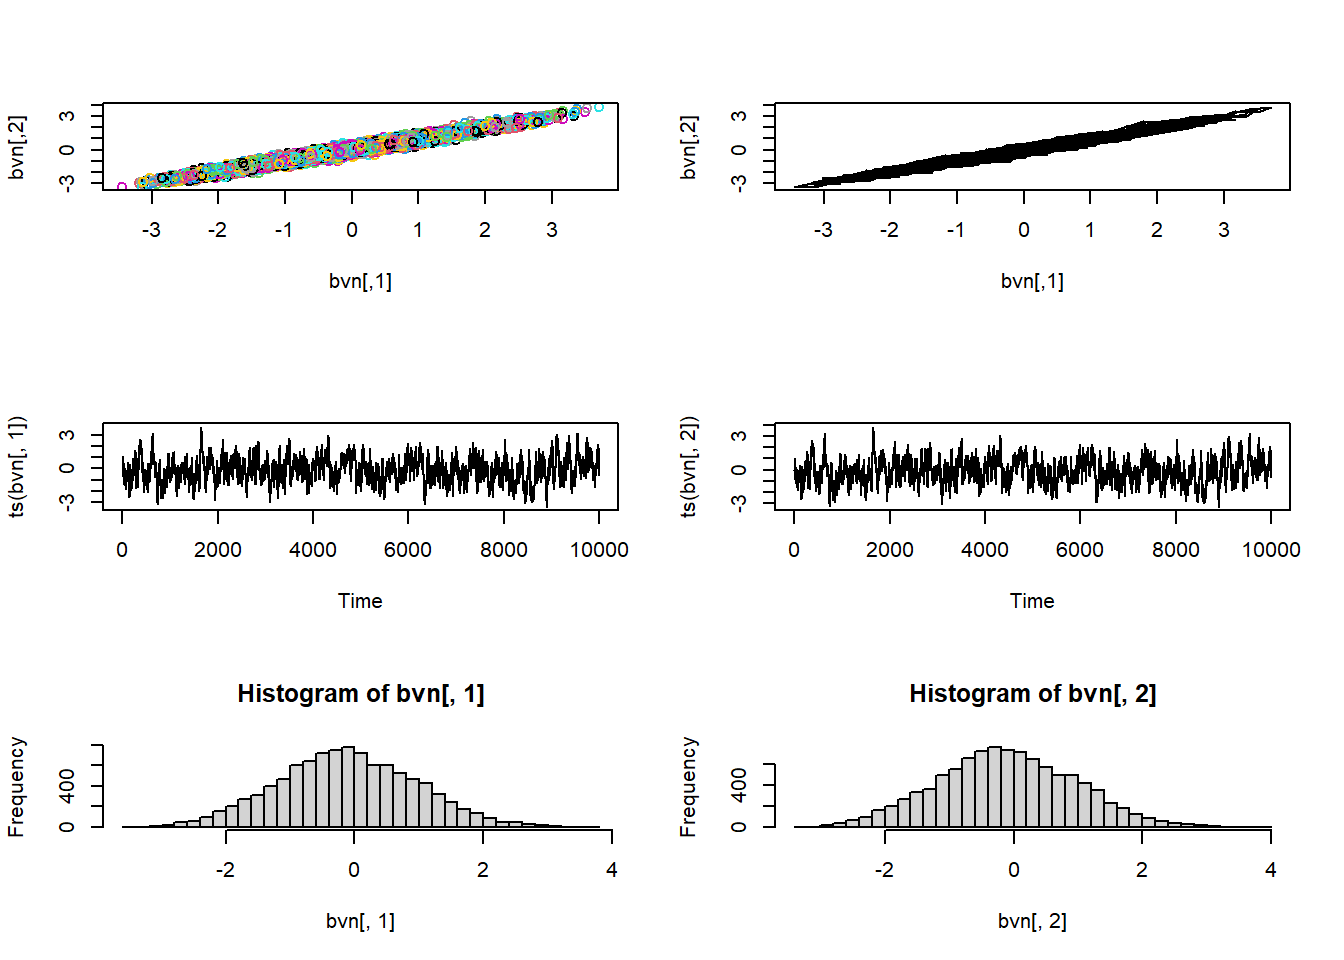 bvn[,2]
3
0
-3
-3 -2 -1 0 1 2 3
bvn[,1]
bvn[,2]
3
0
-3
-3 -2 -1 0 1 2 3
bvn[,1]
ts(bvn[, 1])
3
0
-3
0 2000 4000 6000 8000 10000
Time
ts(bvn[, 2])
3
0
-3
0 2000 4000 6000 8000 10000
Time
Histogram of bvn[, 1]
Frequency
400
0
-2 0 2 4
bvn[, 1]
Histogram of bvn[, 2]
Frequency
400
0
-2 0 2 4
bvn[, 2]